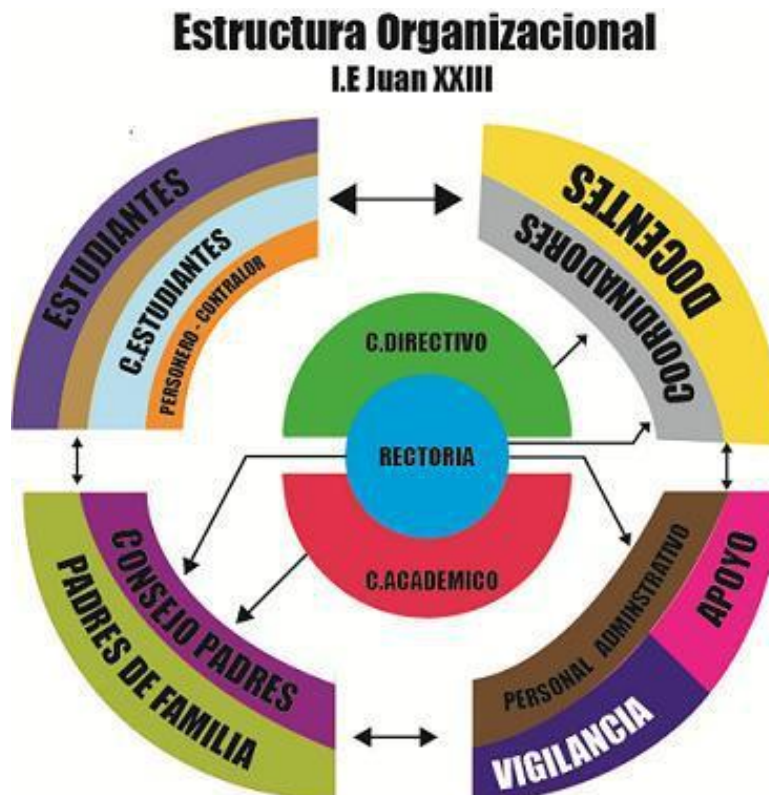 Estructura Organizacional
I.E Juan XXIII
ESTUDIANTES
C.ESTUDIANTES
PERSONERO - CONTRALOR
DOCENTES
COORDINADORES
C.DIRECTIVO
RECTORIA
C.ACADEMICO
CONSEJO PADRES
PADRES DE FAMILIA
PERSONAL ADMINSTRATIVO
APOYO
VIGILANCIA